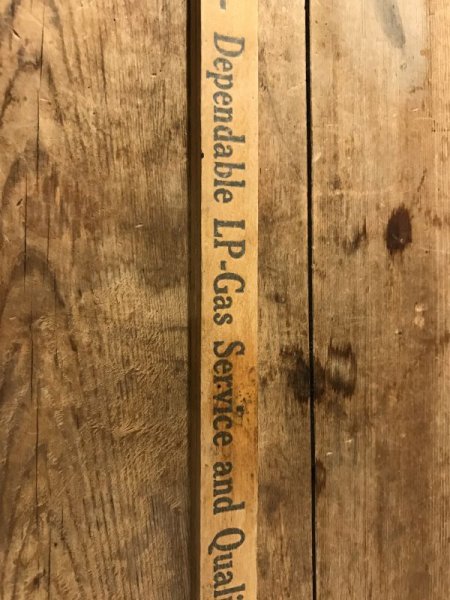 - Dependable LP-Gas Service and Quali